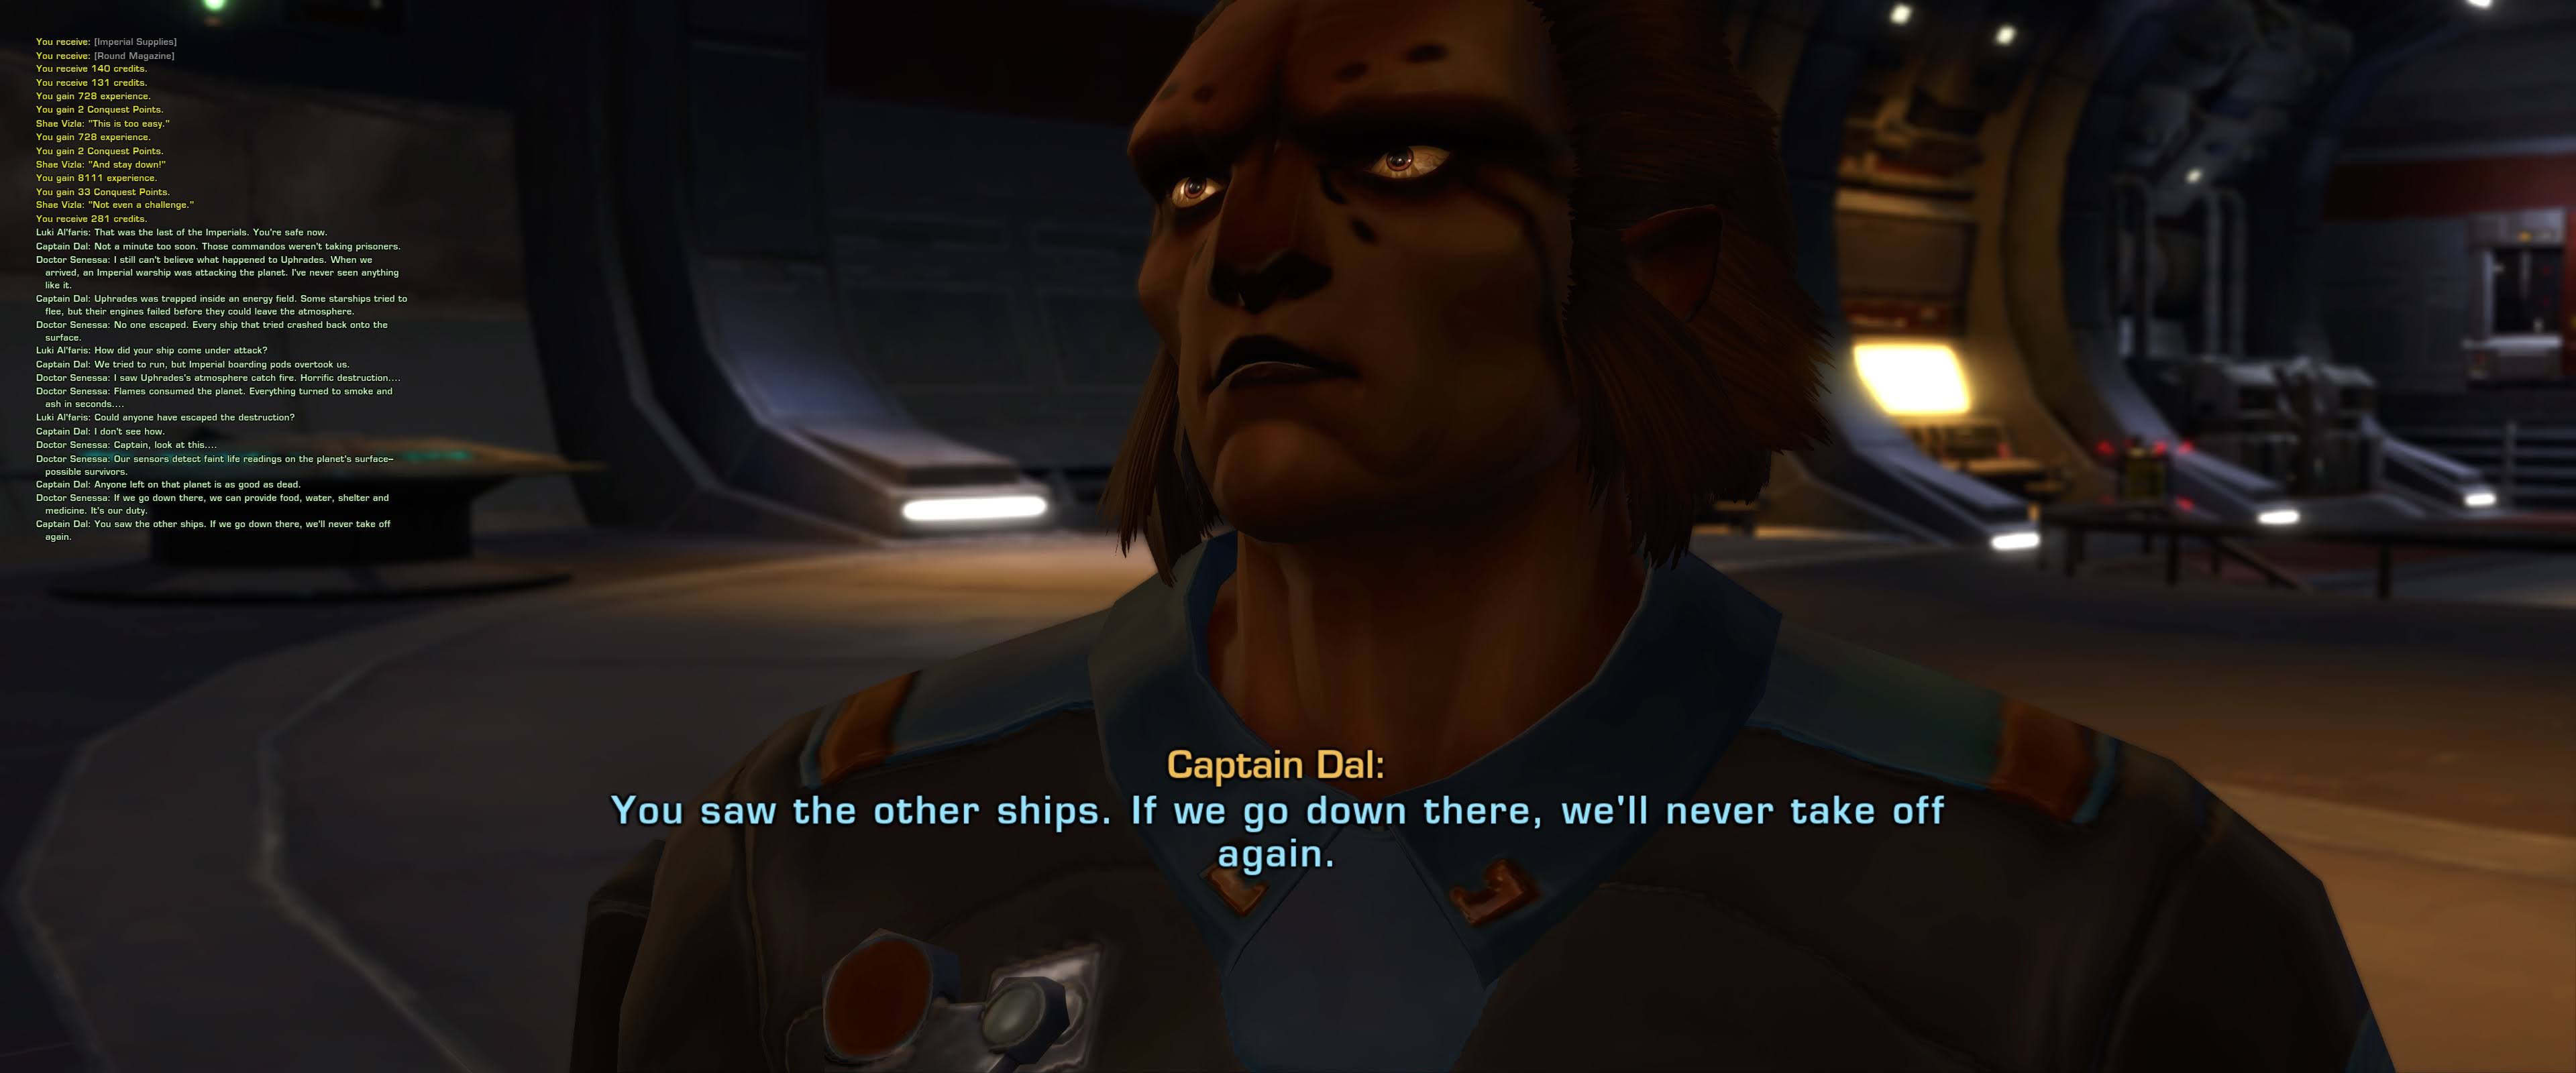 You receive: [Imperial Supplies]
You receive: [Round Magazine]
You receive 140 credits.
You receive 131 credits.
You gain 728 experience.
You gain 2 Conquest Points.
Shae Vizla: "This is too easy."
You gain 728 experience.
You gain 2 Conquest Points.
Shae Vizla: "And stay down!"
You gain 8111 experience.
You gain 33 Conquest Points.
Shae Vizla: "Not even a challenge."
You receive 281 credits.
Luki Al'faris: That was the last of the Imperials. You're safe now.
Captain Dal: Not a minute too soon. Those commandos weren't taking prisoners.
Doctor Senessa: I still can't believe what happened to Uphrades. When we
arrived, an Imperial warship was attacking the planet. I've never seen anything
like it.
Captain Dal: Uphrades was trapped inside an energy field. Some starships tried to
flee, but their engines failed before they could leave the atmosphere.
Doctor Senessa: No one escaped. Every ship that tried crashed back onto the
surface.
Luki Al'faris: How did your ship come under attack?
Captain Dal: We tried to run, but Imperial boarding pods overtook us.
Doctor Senessa: I saw Uphrades's atmosphere catch fire. Horrific destruction....
Doctor Senessa: Flames consumed the planet. Everything turned to smoke and
ash in seconds....
Luki Al'faris: Could anyone have escaped the destruction?
Captain Dal: I don't see how.
Doctor Senessa: Captain, look at this....
Doctor Senessa: Our sensors detect faint life readings on the planet's surface–
possible survivors.
Captain Dal: Anyone left on that planet is as good as dead.
Doctor Senessa: If we go down there, we can provide food, water, shelter and
medicine. It's our duty.
Captain Dal: You saw the other ships. If we go down there, we'll never take off
again.
Captain Dal:
You saw the other ships. If we go down there, we'll never take off
again.